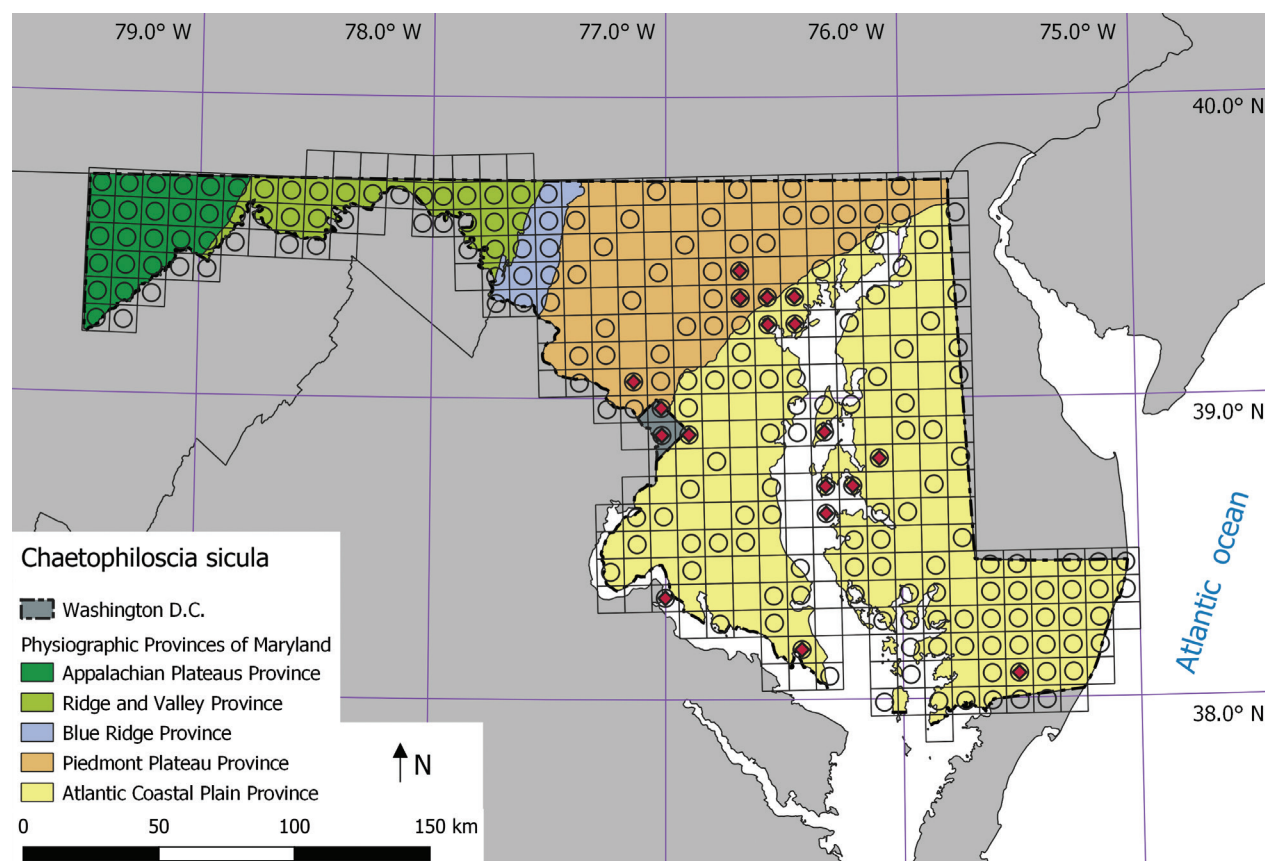 79.0° W
78.0° W
77.0° W
76.0° W
75.0° W
40.0° N
39.0° N
38.0° N
Atlantic ocean
Chaetophiloscia sicula
Washington D.C.
Physiographic Provinces of Maryland
Appalachian Plateaus Province
Ridge and Valley Province
Blue Ridge Province
Piedmont Plateau Province
Atlantic Coastal Plain Province
N
0 50 100 150 km